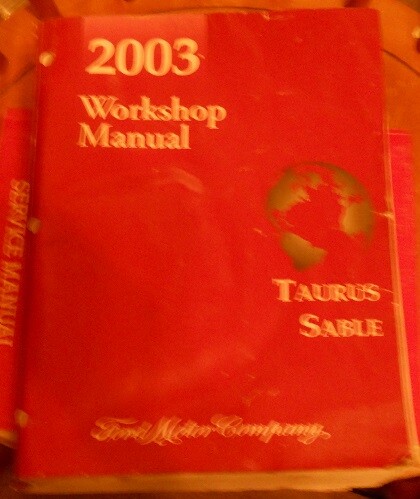 2003
Workshop
Manual
TAURUS
SABLE
Ford Motor Company
SERVICE MANUAL